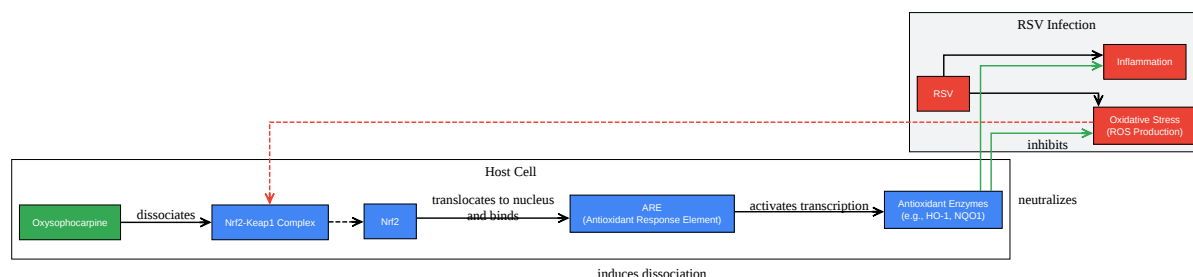 RSV Infection
Inflammation
RSV
Oxidative Stress
(ROS Production)
inhibits
Host Cell
Oxysophocarpine
dissociates
Nrf2-Keap1 Complex
Nrf2
translocates to nucleus
and binds
ARE
(Antioxidant Response Element)
activates transcription
Antioxidant Enzymes
(e.g., HO-1, NQO1)
neutralizes
induces dissociation